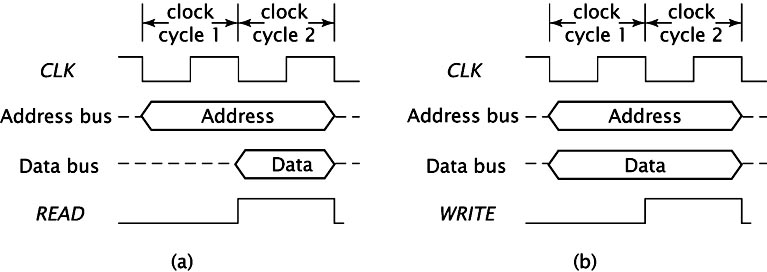 clock clock
cycle 1 cycle 2
CLK
Address bus Address
Data bus Data
READ
(a)
clock clock
cycle 1 cycle 2
CLK
Address bus Address
Data bus Data
WRITE
(b)